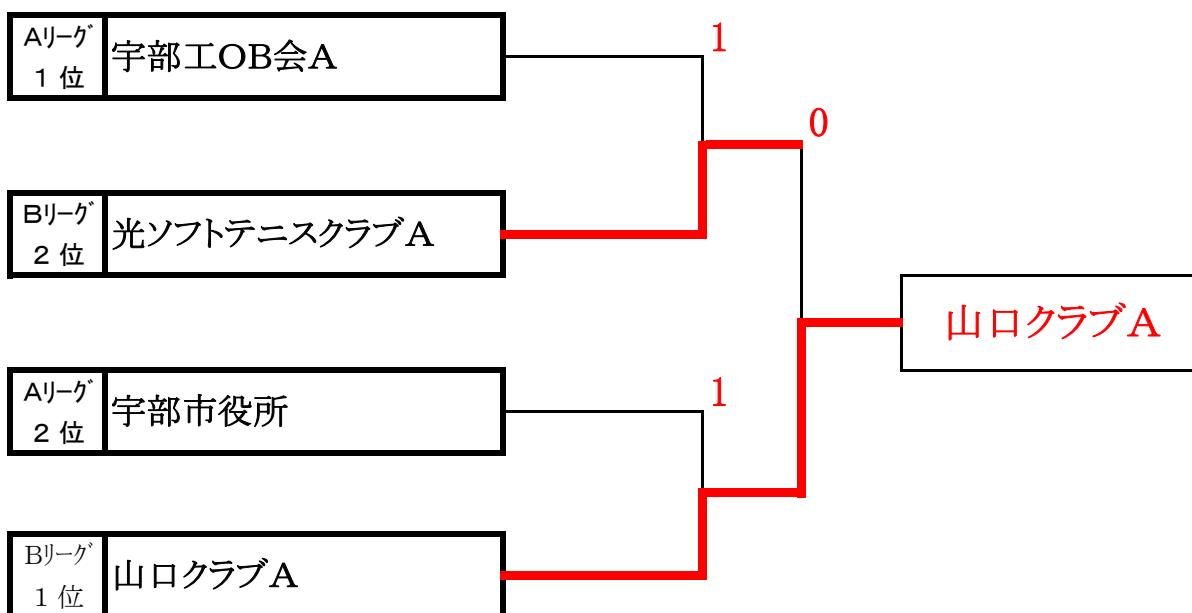 Aリーグ
1 位
宇部工OB会A
1
0
Bリーグ
2 位
光ソフトテニスクラブA
山口クラブA
Aリーグ
2 位
宇部市役所
1
Bリーグ
1 位
山口クラブA